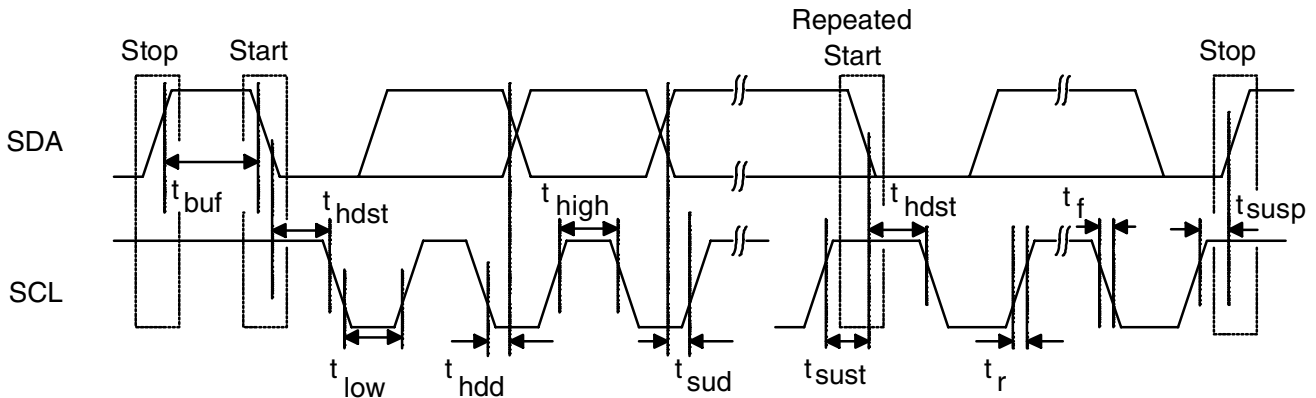 Repeated
Stop Start Start Stop
SDA
t buf t hdst t high t hdst t f t susp
SCL
t low t hdd t sud t sust t r